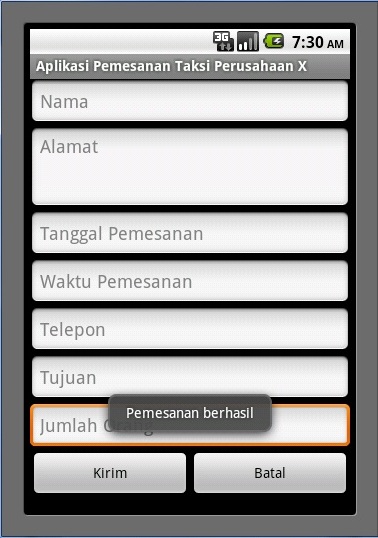 3G
7:30 AM
Aplikasi Pemesanan Taksi Perusahaan X
Nama
Alamat
Tanggal Pemesanan
Waktu Pemesanan
Telepon
Tujuan
Pemesanan berhasil
Jumlah Orang
Kirim
Batal